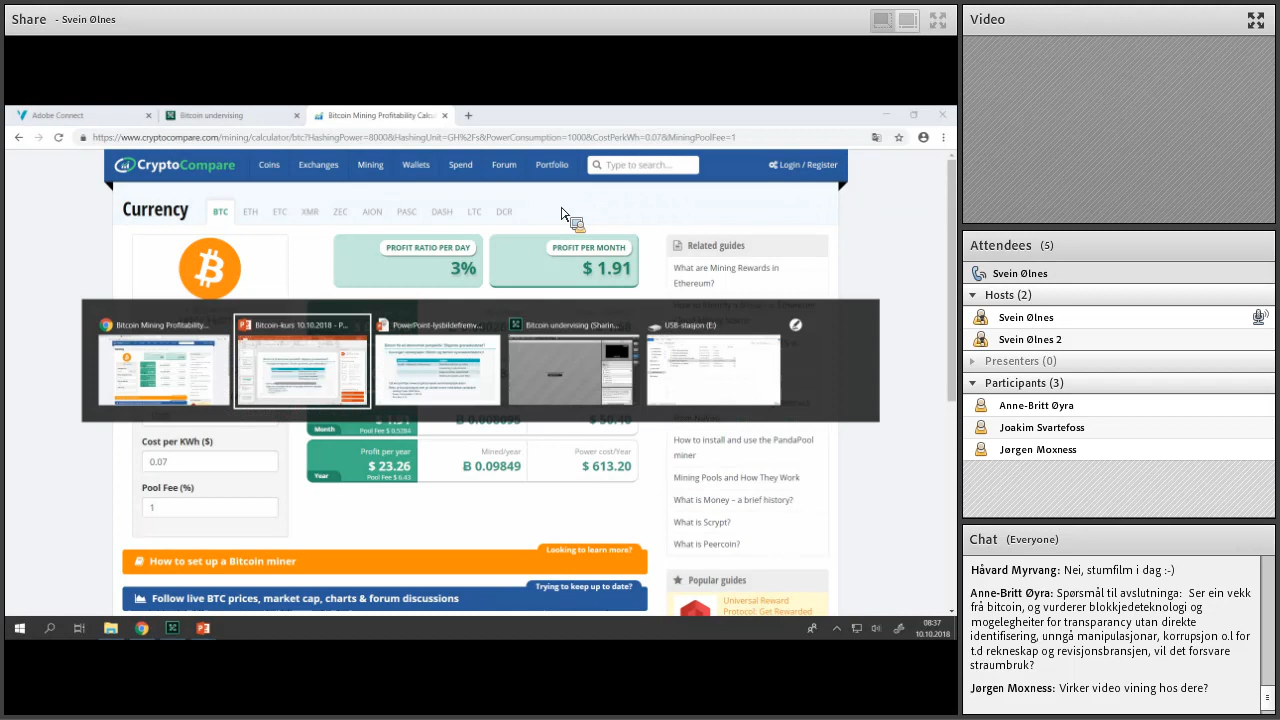 Share - Svein Ølnes
Adobe Connect
Bitcoin undervising
Bitcoin Mining Profitability Calcu
https://www.cryptocompare.com/mining/calculator/btc?HashingPower=8000&HashingUnit=GH%2Fs&PowerConsumption=1000&CostPerkWh=0.07&MiningPoolFee=1
CryptoCompare
Coins
Exchanges
Mining
Wallets
Spend
Forum
Portfolio
Type to search...
Login / Register
Currency
BTC
ETH
ETC
XMR
ZEC
AION
PASC
DASH
LTC
DCR
PROFIT RATIO PER DAY
3%
PROFIT PER MONTH
$ 1.91
Related guides
What are Mining Rewards in
Ethereum?
Bitcoin Mining Profitability...
Bitcoin-kurs 10.10.2018 - P...
PowerPoint-lysbildefremv...
Bitcoin undervising (Sharin...
USB-stasjon (E:)
Month
Pool Fee $ 0.5284
Cost per KWh ($)
0.07
Pool Fee (%)
1
Profit per year
$ 23.26
Pool Fee $ 6.43
Year
Mined/year
Ƀ 0.09849
Power cost/Year
$ 613.20
How to install and use the PandaPool
miner
Mining Pools and How They Work
What is Money – a brief history?
What is Scrypt?
What is Peercoin?
Looking to learn more?
How to set up a Bitcoin miner
Trying to keep up to date?
Follow live BTC prices, market cap, charts & forum discussions
Popular guides
Universal Reward
Protocol: Get Rewarded
08:37
10.10.2018
Video
Attendees (5)
Svein Ølnes
Hosts (2)
Svein Ølnes
Svein Ølnes 2
Presenters (0)
Participants (3)
Anne-Britt Øyra
Joakim Svartefoss
Jørgen Moxness
Chat (Everyone)
Håvard Myrvang: Nei, stumfilm i dag :-)
Anne-Britt Øyra: Spørsmål til avslutninga: Ser ein vekk
frå bitcoin, og vurderer blokkjedeteknologi og
mogelegheiter for transparency utan direkte
identifisering, unngå manipulasjonar, korrupsjon o.l for
t.d rekneskap og revisjonsbransjen, vil det forsvare
straumbruk?
Jørgen Moxness: Virker video vining hos dere?